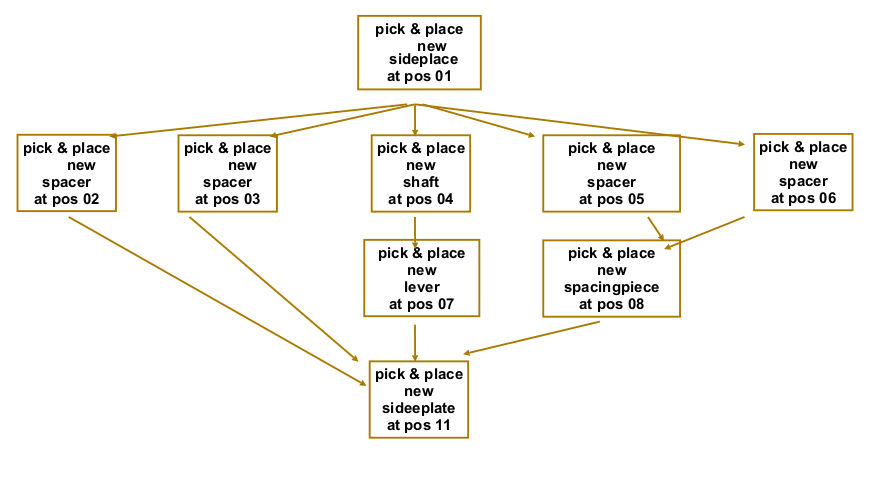 pick & place
new
sideplace
at pos 01
pick & place
new
spacer
at pos 02
pick & place
new
spacer
at pos 03
pick & place
new
shaft
at pos 04
pick & place
new
spacer
at pos 05
pick & place
new
spacer
at pos 06
pick & place
new
lever
at pos 07
pick & place
new
spacingpiece
at pos 08
pick & place
new
sideeplate
at pos 11